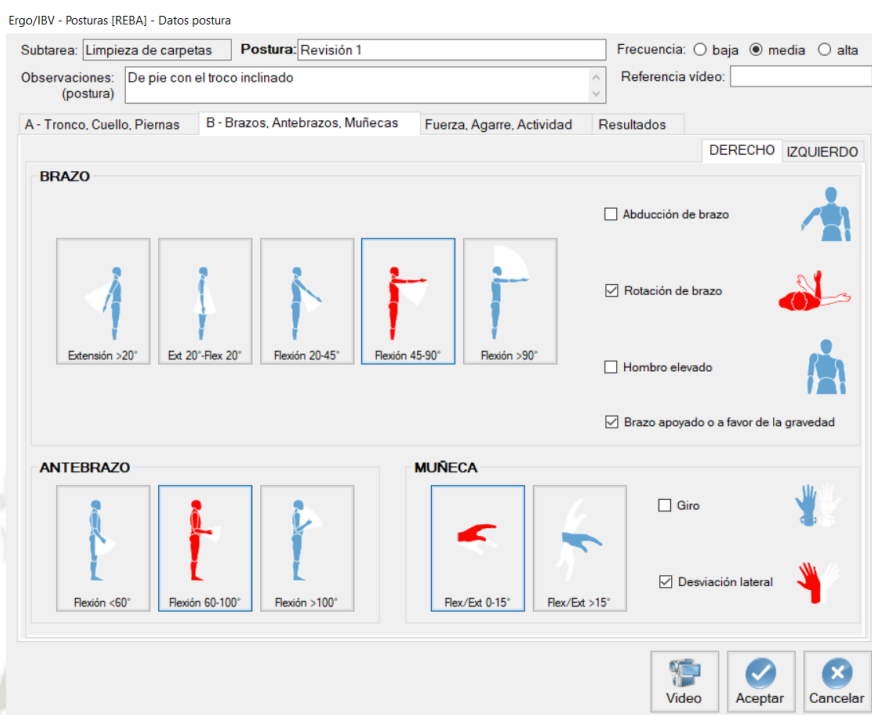 Ergo/IBV - Posturas [REBA] - Datos postura
Subtarea: Limpieza de carpetas Postura: Revisión 1 Frecuencia: baja media alta
Observaciones: De pie con el troco inclinado Referencia vídeo:
(postura)
A - Tronco, Cuello, Piernas B - Brazos, Antebrazos, Muñecas Fuerza, Agarre, Actividad Resultados
DERECHO IZQUIERDO
BRAZO
Abducción de brazo
Rotación de brazo
Extensión >20° Ext 20°-Flex 20° Flexión 20-45° Flexión 45-90° Flexión >90°
Hombro elevado
Brazo apoyado o a favor de la gravedad
ANTEBRAZO MUÑECA
Giro
Desviación lateral
Flexión <60° Flexión 60-100° Flexión >100° Flex/Ext 0-15° Flex/Ext >15°
Video Aceptar Cancelar